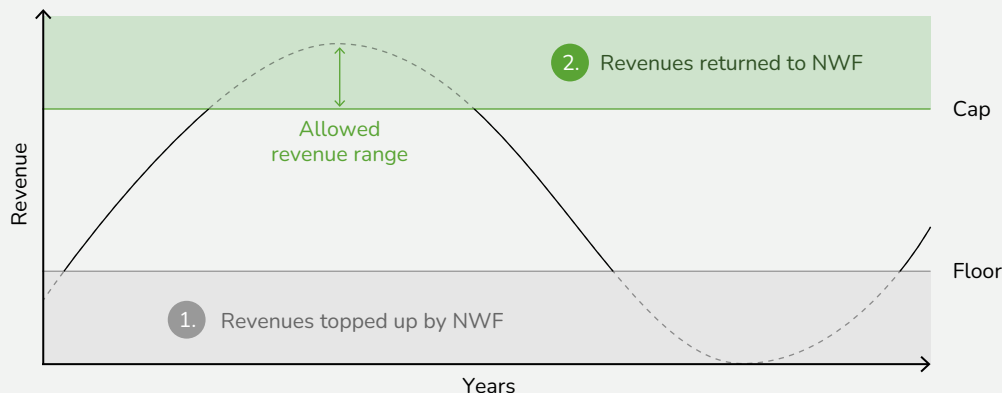 2. Revenues returned to NWF
Cap
Allowed
revenue range
Revenue
Floor
1. Revenues topped up by NWF
Years